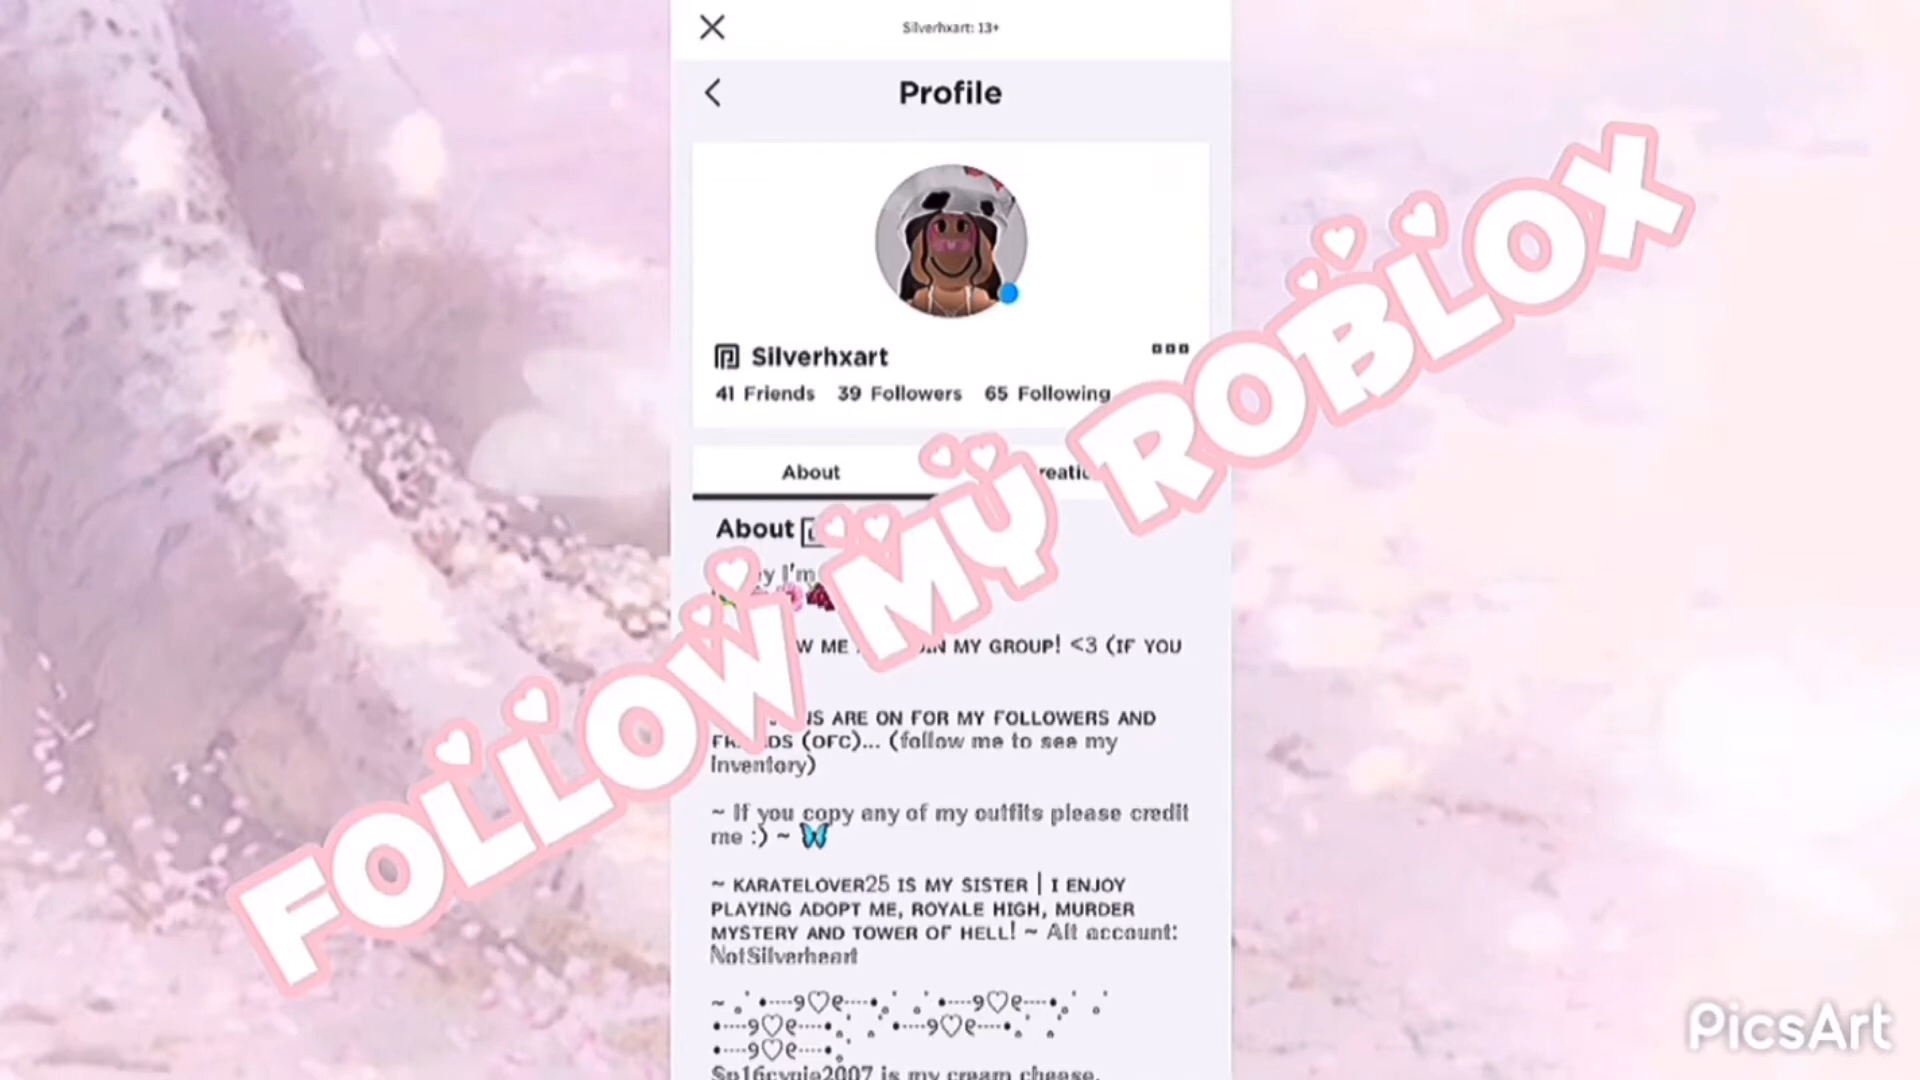 Silverhxart: 13+
Profile
Silverhxart
41 Friends 39 Followers 65 Following
About
About
I'm
ME MY GROUP! <3 (IF YOU
ARE ON FOR MY FOLLOWERS AND
(OFC)... (follow me to see my
inventory)
~ If you copy any of my outfits please credit
me :) ~ 🦋
~ KARATELOVER25 IS MY SISTER | I ENJOY
PLAYING ADOPT ME, ROYALE HIGH, MURDER
MYSTERY AND TOWER OF HELL! ~ Alt account:
NotSilverheart
Sp16cynia2007 is my cream cheese.
FOLLOW MY ROBLOX
PicsArt